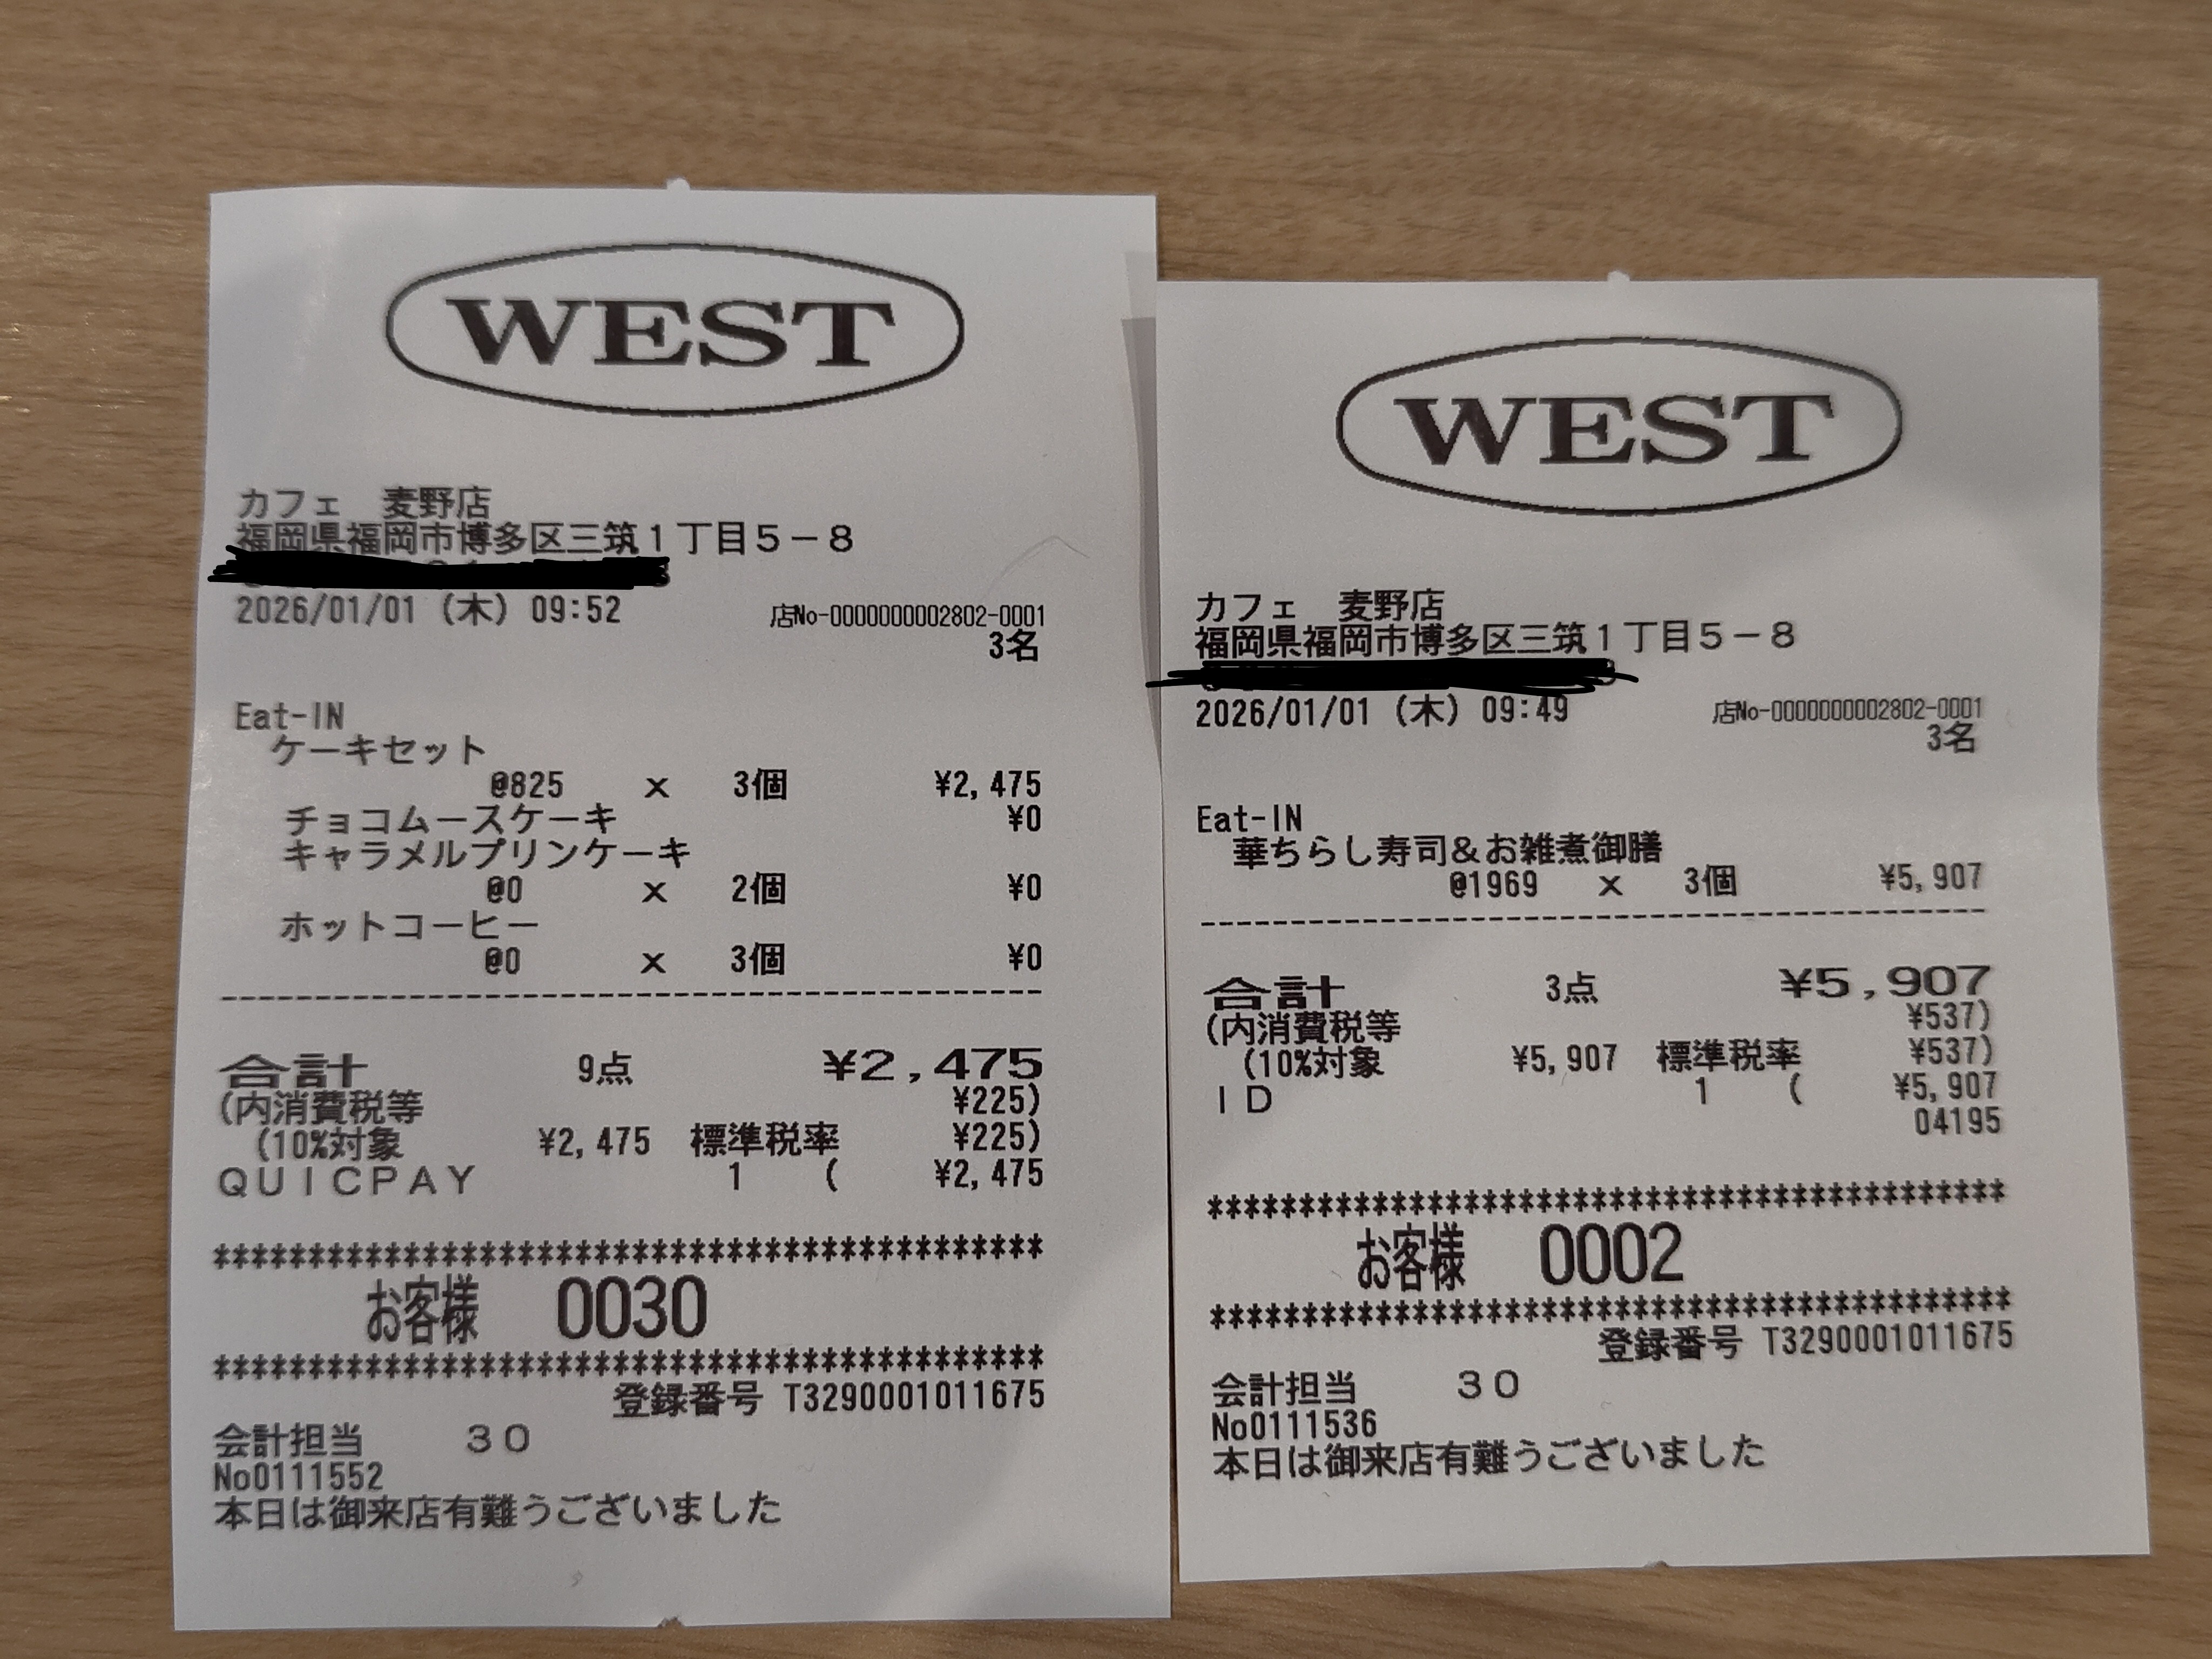 WEST
カフェ 麦野店
福岡県福岡市博多区三筑1丁目5-8
2026/01/01 (木) 09:52 店No-0000000002802-0001
3名
Eat-IN
ケーキセット
@825 x 3個 ¥2,475
チョコムースケーキ ¥0
キャラメルプリンケーキ
@0 x 2個 ¥0
ホットコーヒー
@0 x 3個 ¥0
合計 9点 ¥2,475
(内消費税等 ¥225)
(10%対象 ¥2,475 標準税率 ¥225)
QUICPAY 1 ( ¥2,475
********************************************
お客様 0030
********************************************
登録番号 T3290001011675
会計担当 30
No0111552
本日は御来店有難うございました
WEST
カフェ 麦野店
福岡県福岡市博多区三筑1丁目5-8
2026/01/01 (木) 09:49 店No-0000000002802-0001
3名
Eat-IN
華ちらし寿司&お雑煮御膳
@1969 x 3個 ¥5,907
合計 3点 ¥5,907
(内消費税等 ¥537)
(10%対象 ¥5,907 標準税率 ¥537)
ID 1 ( ¥5,907
04195
********************************************
お客様 0002
********************************************
登録番号 T3290001011675
会計担当 30
No0111536
本日は御来店有難うございました